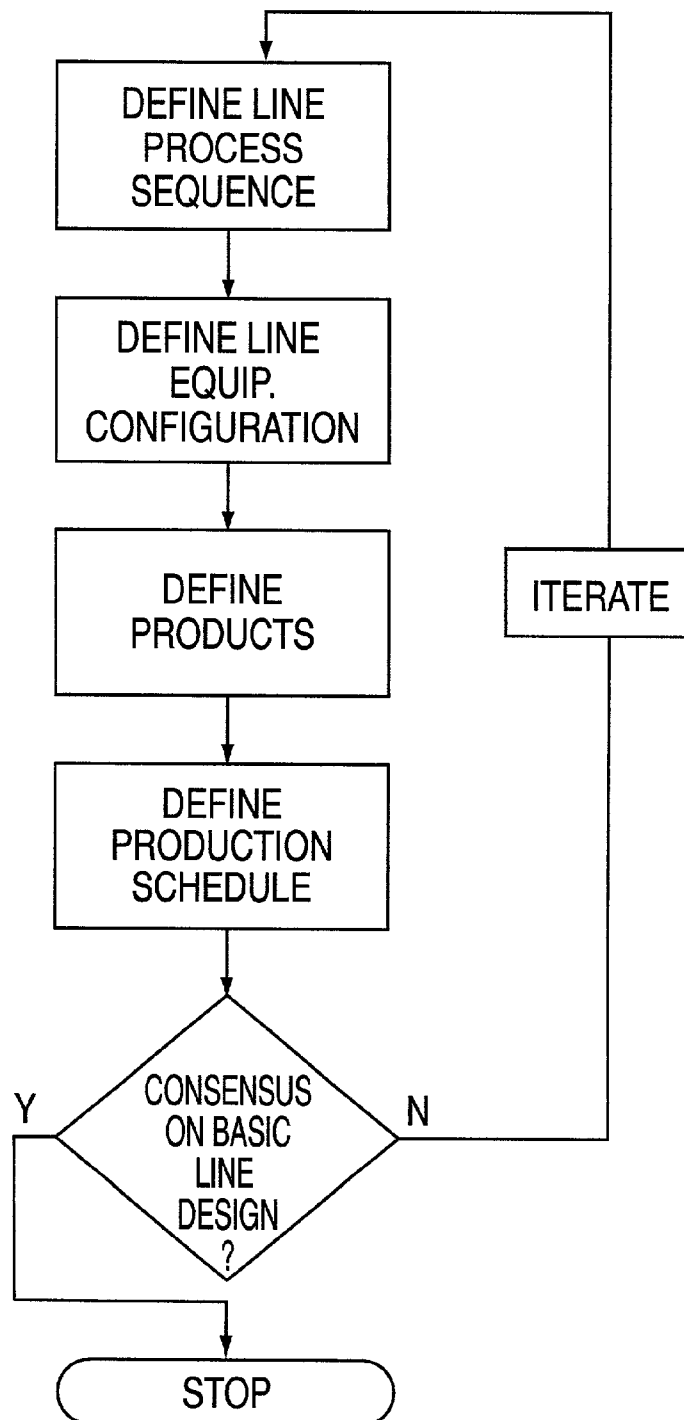 DEFINE LINE
PROCESS
SEQUENCE
DEFINE LINE
EQUIP.
CONFIGURATION
DEFINE
PRODUCTS
ITERATE
DEFINE
PRODUCTION
SCHEDULE
CONSENSUS
ON BASIC
LINE
DESIGN
?
Y
N
STOP